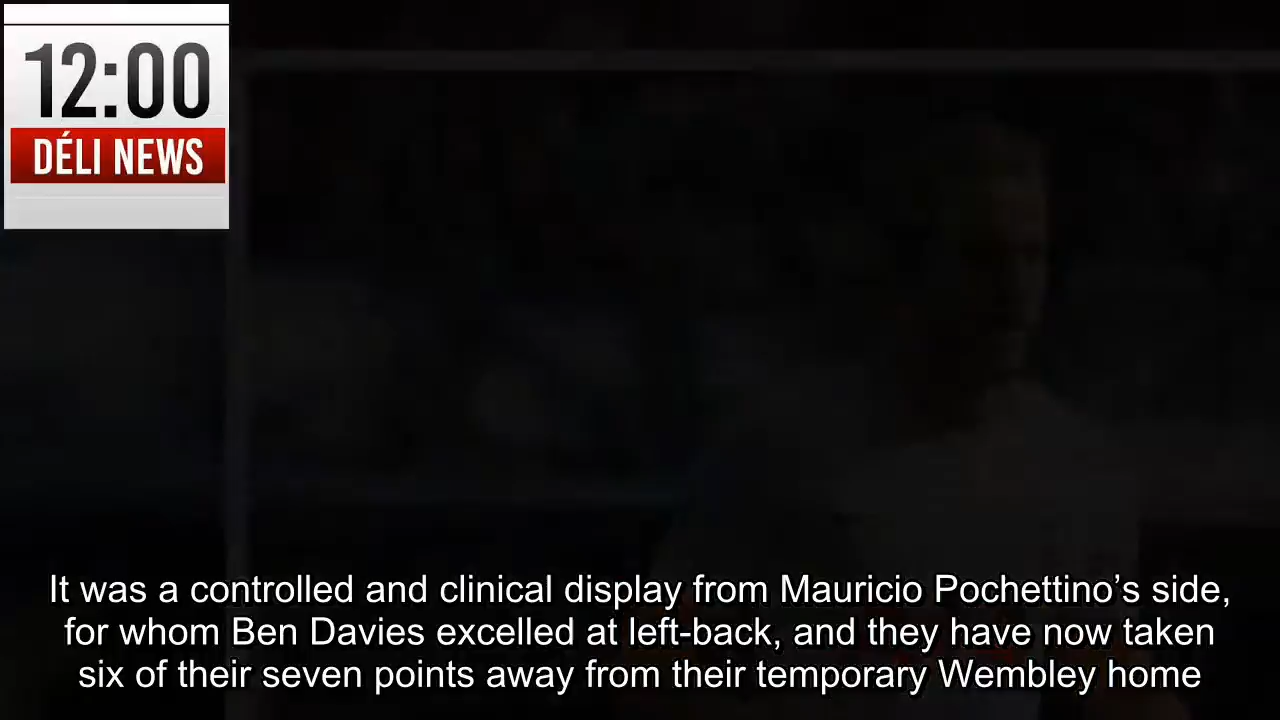 12:00
DÉLI NEWS
It was a controlled and clinical display from Mauricio Pochettino’s side,
for whom Ben Davies excelled at left-back, and they have now taken
six of their seven points away from their temporary Wembley home